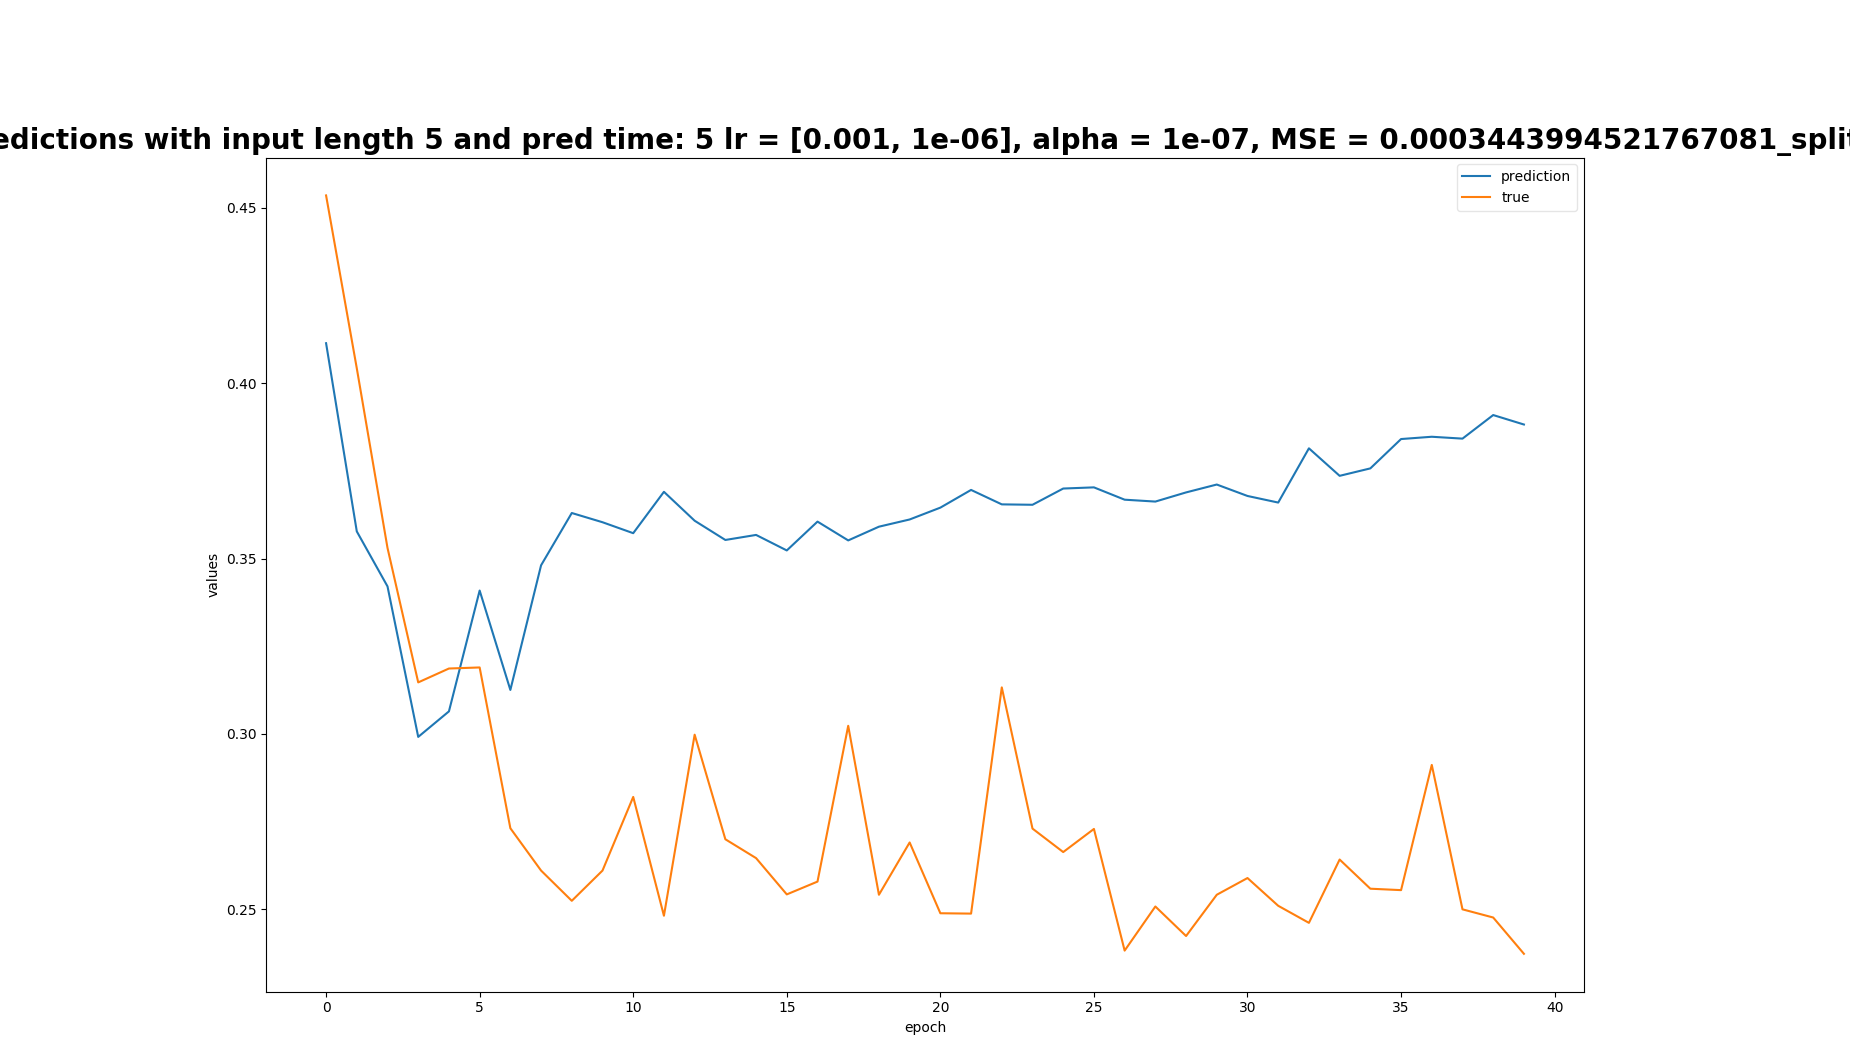 edictions with input length 5 and pred time: 5 lr = [0.001, 1e-06], alpha = 1e-07, MSE = 0.0003443994521767081_split
prediction
true
0.45
0.40
0.35
0.30
0.25
values
0 5 10 15 20 25 30 35 40
epoch